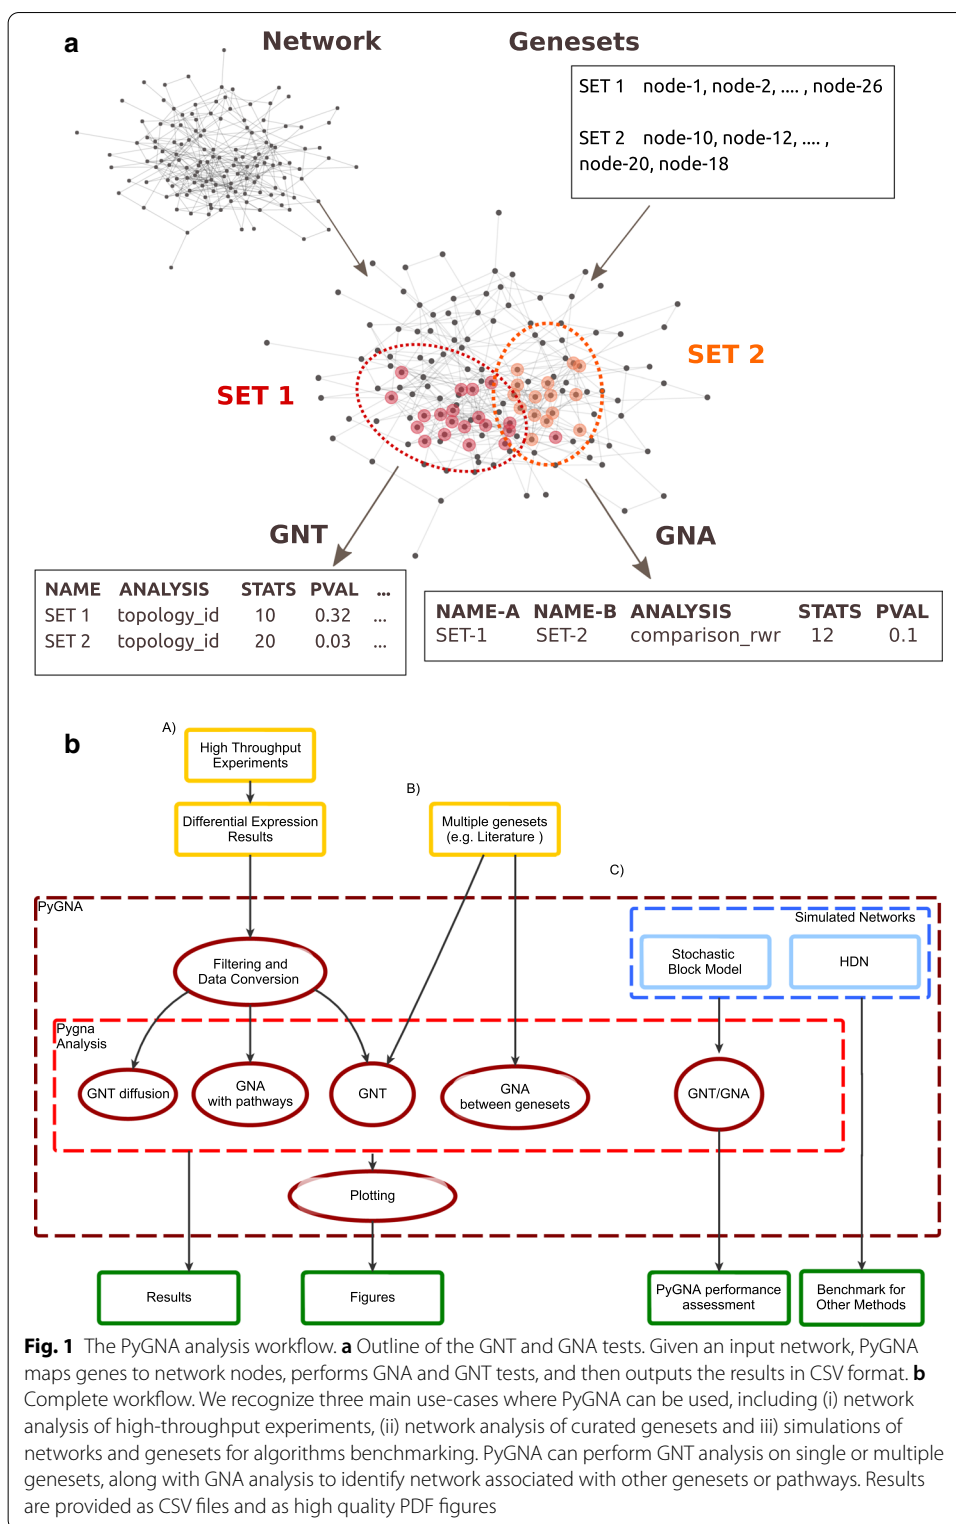 a
Network
Genesets
SET 1 node-1, node-2, .... , node-26
SET 2 node-10, node-12, .... ,
node-20, node-18
SET 2
SET 1
GNT
GNA
NAME ANALYSIS STATS PVAL ...
SET 1 topology_id 10 0.32 ...
SET 2 topology_id 20 0.03 ...
NAME-A NAME-B ANALYSIS STATS PVAL
SET-1 SET-2 comparison_rwr 12 0.1
b
A)
High Throughput
Experiments
Differential Expression
Results
B)
Multiple genesets
(e.g. Literature )
C)
PyGNA
Simulated Networks
Stochastic
Block Model
HDN
Filtering and
Data Conversion
Pygna
Analysis
GNT diffusion
GNA
with pathways
GNT
GNA
between genesets
GNT/GNA
Plotting
Results
Figures
PyGNA performance
assessment
Benchmark for
Other Methods
Fig. 1 The PyGNA analysis workflow. a Outline of the GNT and GNA tests. Given an input network, PyGNA
maps genes to network nodes, performs GNA and GNT tests, and then outputs the results in CSV format. b
Complete workflow. We recognize three main use-cases where PyGNA can be used, including (i) network
analysis of high-throughput experiments, (ii) network analysis of curated genesets and iii) simulations of
networks and genesets for algorithms benchmarking. PyGNA can perform GNT analysis on single or multiple
genesets, along with GNA analysis to identify network associated with other genesets or pathways. Results
are provided as CSV files and as high quality PDF figures